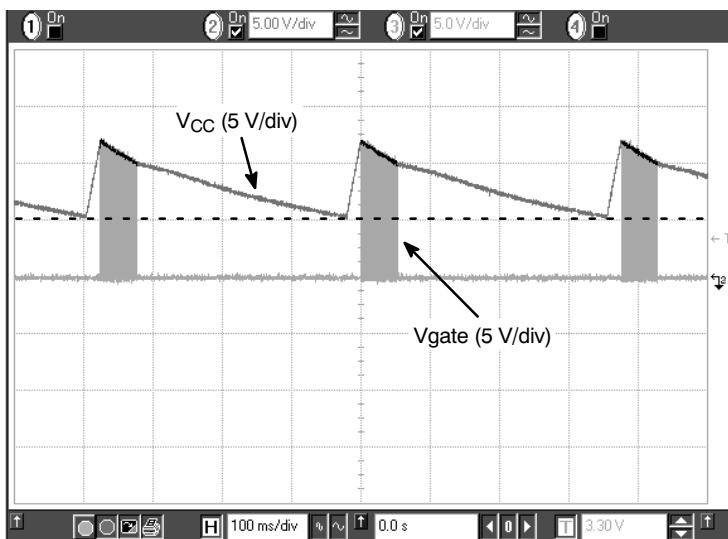 1 On 2 On 5.00 V/div 3 On 5.0 V/div 4 On
VCC (5 V/div)
T
2
Vgate (5 V/div)
H 100 ms/div 0.0 s 0 T 3.30 V